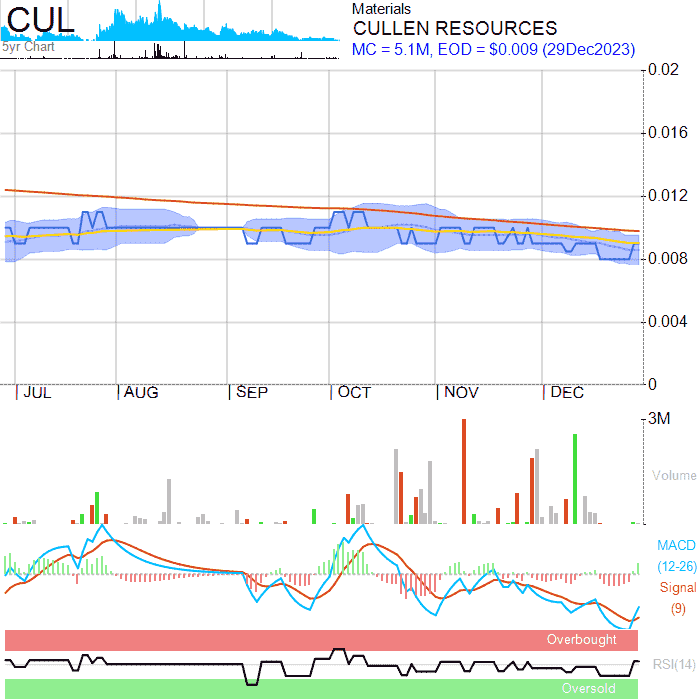 CUL
5yr Chart
Materials
CULLEN RESOURCES
MC = 5.1M, EOD = $0.009 (29Dec2023)
0.02
0.016
0.012
0.008
0.004
0
JUL AUG SEP OCT NOV DEC
3M
Volume
MACD
(12-26)
Signal
(9)
Overbought
RSI(14)
Oversold